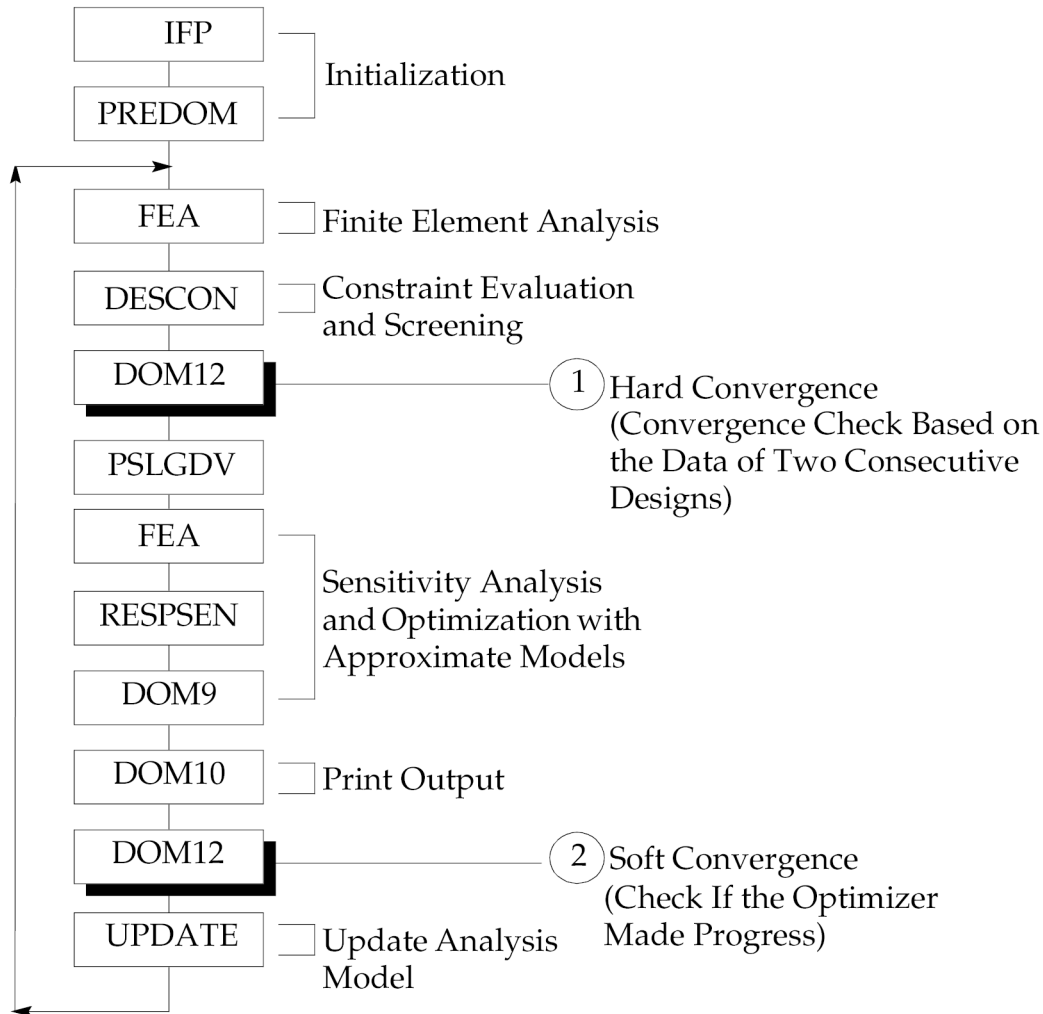 IFP
Initialization
PREDOM
FEA
Finite Element Analysis
DESCON
Constraint Evaluation
and Screening
DOM12
1
Hard Convergence
(Convergence Check Based on
the Data of Two Consecutive
Designs)
PSLGDV
FEA
Sensitivity Analysis
and Optimization with
Approximate Models
RESPSEN
DOM9
DOM10
Print Output
DOM12
2
Soft Convergence
(Check If the Optimizer
Made Progress)
UPDATE
Update Analysis
Model